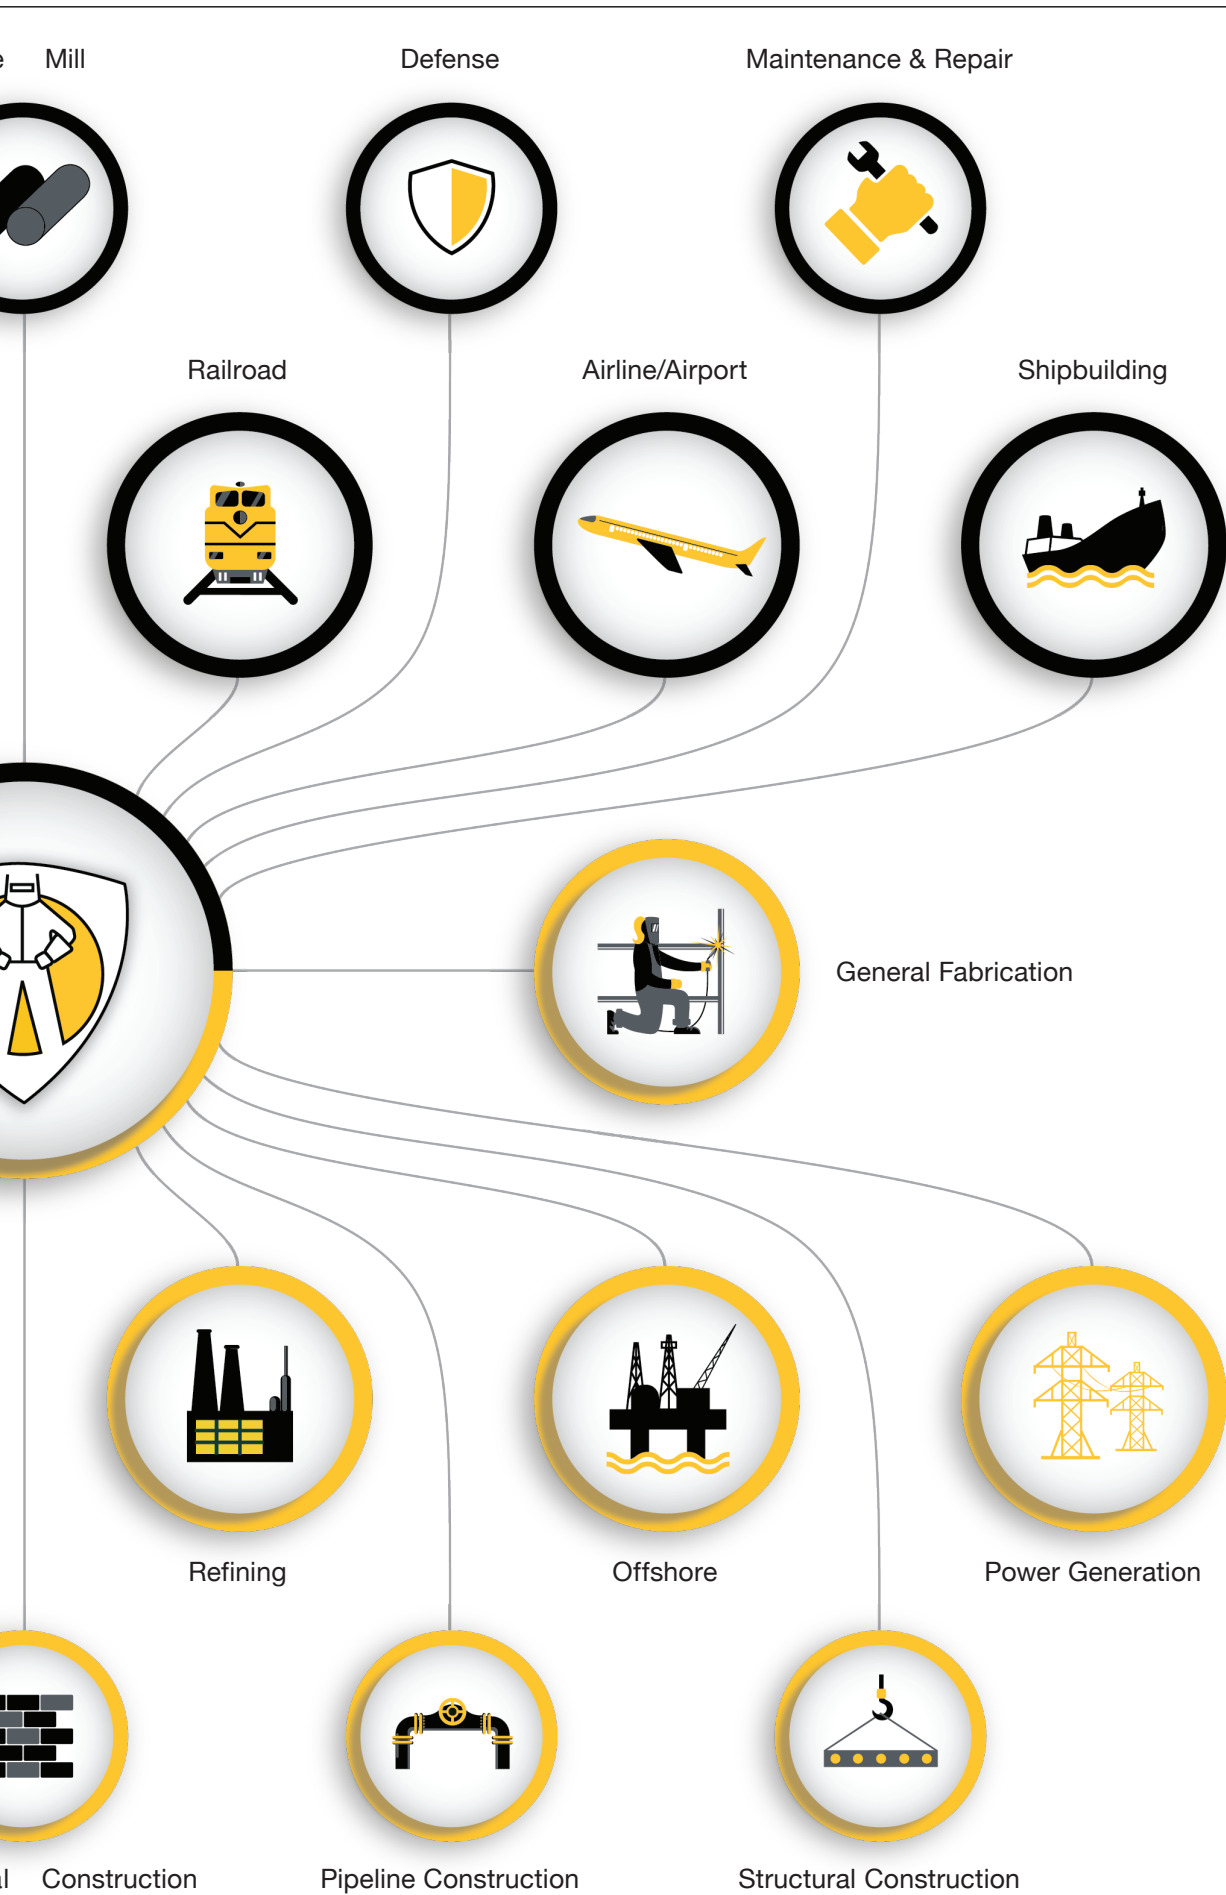 e Mill
Defense
Maintenance & Repair
Railroad
Airline/Airport
Shipbuilding
General Fabrication
Refining
Offshore
Power Generation
al Construction
Pipeline Construction
Structural Construction